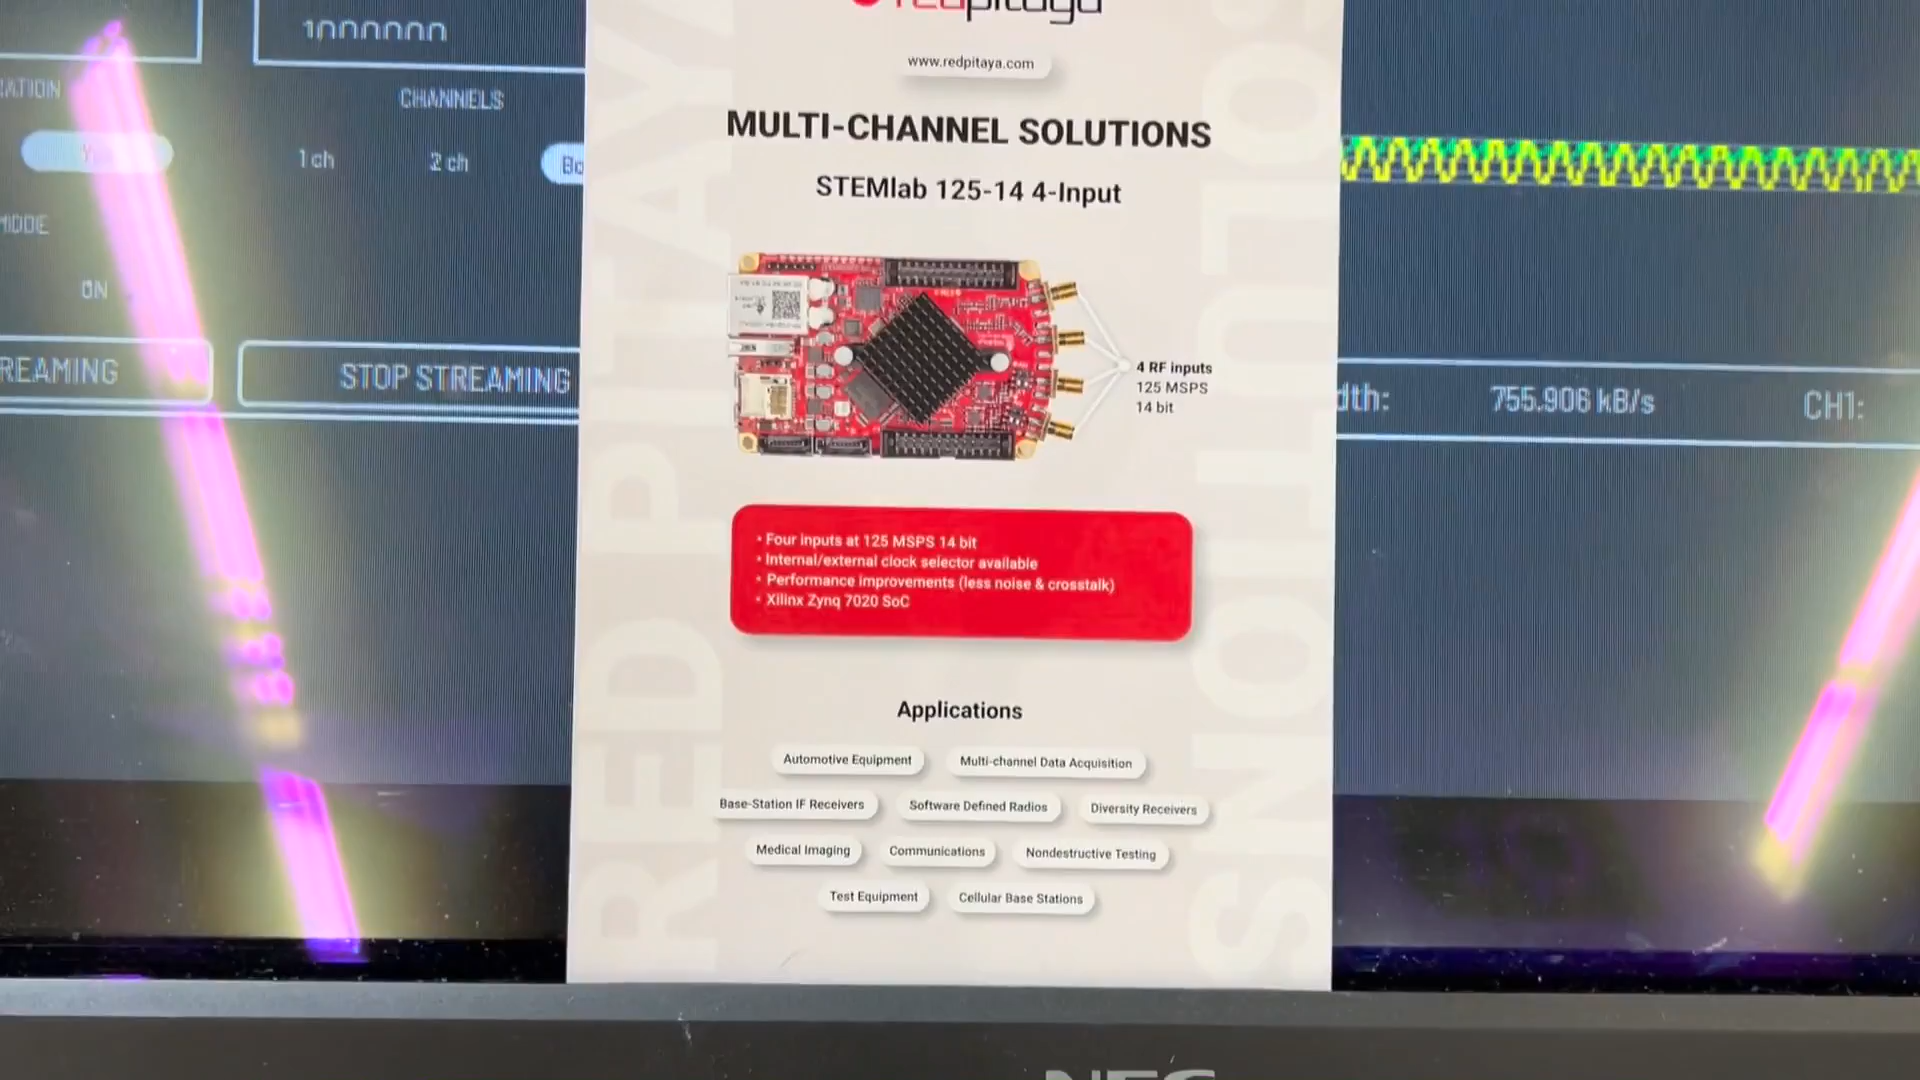 redpitaya
www.redpitaya.com
MULTI-CHANNEL SOLUTIONS
STEMlab 125-14 4-Input
4 RF inputs
125 MSPS
14 bit
• Four inputs at 125 MSPS 14 bit
• Internal/external clock selector available
• Performance improvements (less noise & crosstalk)
• Xilinx Zynq 7020 SoC
Applications
Automotive Equipment
Multi-channel Data Acquisition
Base-Station IF Receivers
Software Defined Radios
Diversity Receivers
Medical Imaging
Communications
Nondestructive Testing
Test Equipment
Cellular Base Stations
RED PITAYA
CHANNELS
1 ch
2 ch
MODE
ON
STOP STREAMING
755.906 kB/s
CH1:
NEC